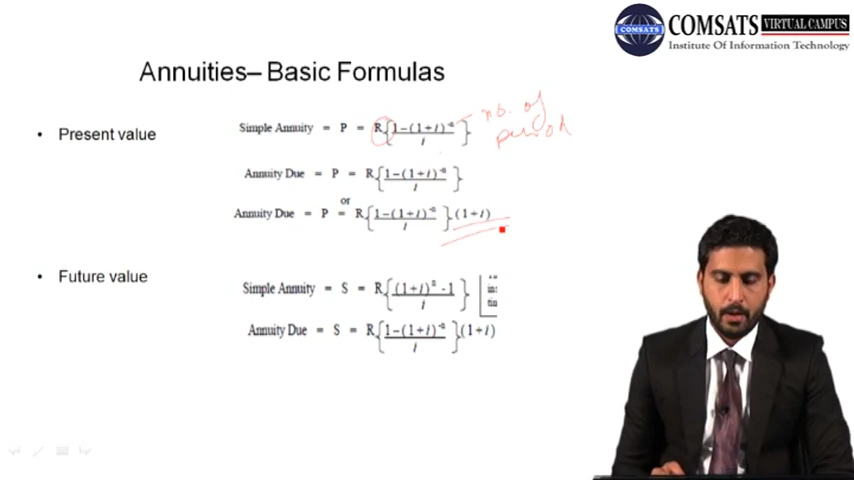 COMSATS VIRTUAL CAMPUS
COMSATS
Institute Of Information Technology
Annuities– Basic Formulas
no. of
period
• Present value
Simple Annuity = P = R{1-(1+i)^-n / i}
Annuity Due = P = R{1-(1+i)^-n / i}
or
Annuity Due = P = R{1-(1+i)^-n / i}(1+i)
• Future value
Simple Annuity = S = R{(1+i)^n -1 / i}
in
tin
Annuity Due = S = R{1-(1+i)^-n / i}(1+i)